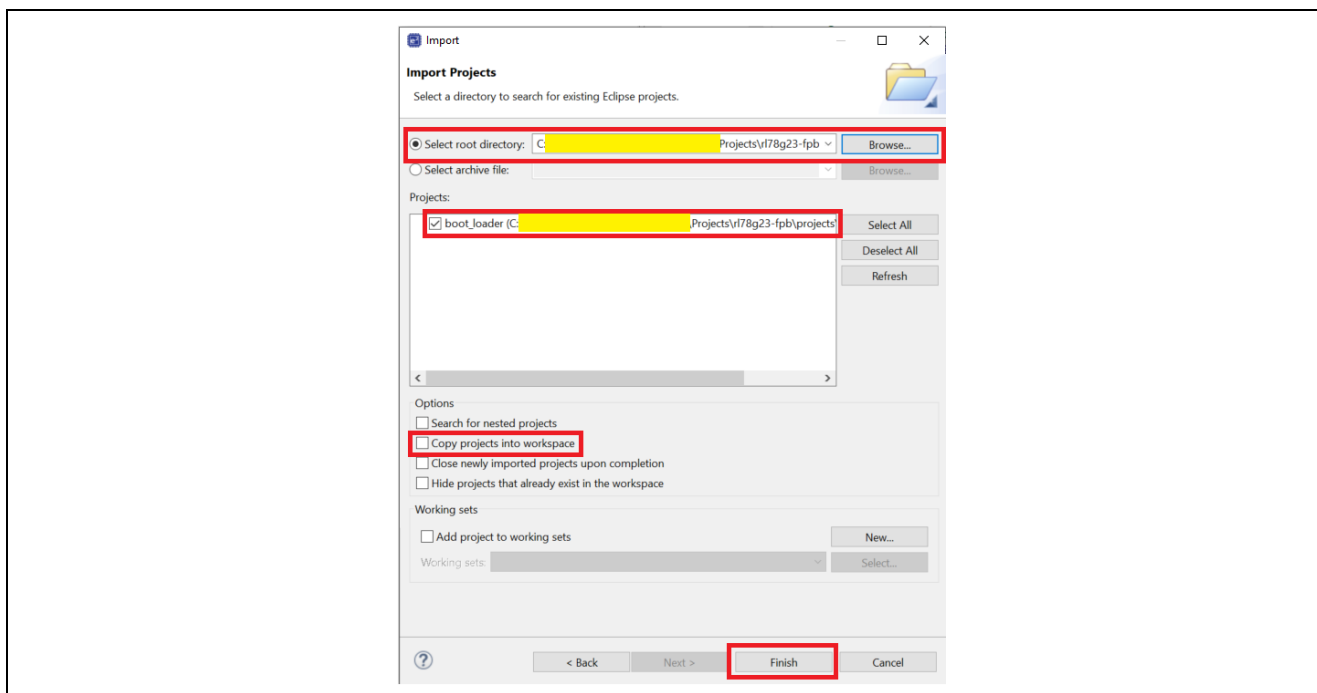 Import
Import Projects
Select a directory to search for existing Eclipse projects.
Select root directory: C: Projects\rl78g23-fpb Browse...
Select archive file: Browse...
Projects:
boot_loader (C: Projects\rl78g23-fpb\projects\ Select All
Deselect All
Refresh
Options
Search for nested projects
Copy projects into workspace
Close newly imported projects upon completion
Hide projects that already exist in the workspace
Working sets
Add project to working sets New...
Working sets: Select...
? < Back Next > Finish Cancel